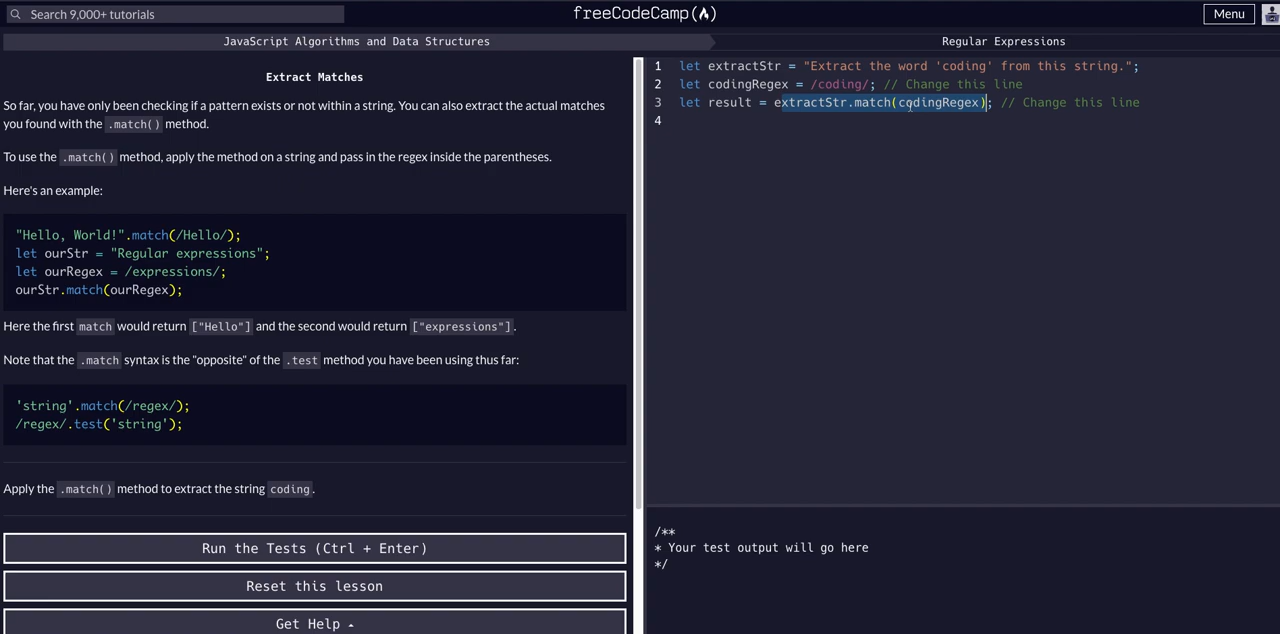 Search 9,000+ tutorials
freeCodeCamp
Menu
JavaScript Algorithms and Data Structures
Regular Expressions
Extract Matches
So far, you have only been checking if a pattern exists or not within a string. You can also extract the actual matches
you found with the .match() method.
To use the .match() method, apply the method on a string and pass in the regex inside the parentheses.
Here's an example:
"Hello, World!".match(/Hello/);
let ourStr = "Regular expressions";
let ourRegex = /expressions/;
ourStr.match(ourRegex);
Here the first match would return ["Hello"] and the second would return ["expressions"].
Note that the .match syntax is the "opposite" of the .test method you have been using thus far:
'string'.match(/regex/);
/regex/.test('string');
Apply the .match() method to extract the string coding.
Run the Tests (Ctrl + Enter)
Reset this lesson
Get Help
1 let extractStr = "Extract the word 'coding' from this string.";
2 let codingRegex = /coding/; // Change this line
3 let result = extractStr.match(codingRegex); // Change this line
4
/**
* Your test output will go here
*/